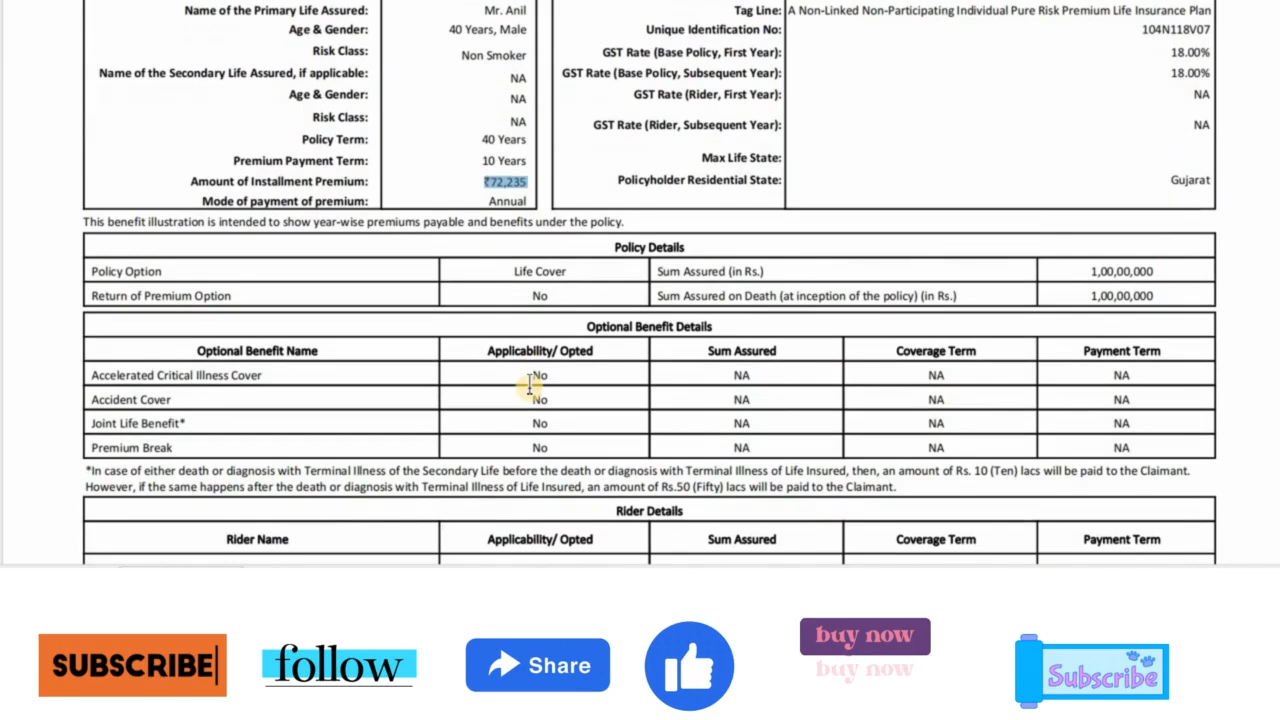 Name of the Primary Life Assured: Mr. Anil
Age & Gender: 40 Years, Male
Risk Class: Non Smoker
Name of the Secondary Life Assured, if applicable: NA
Age & Gender: NA
Risk Class: NA
Policy Term: 40 Years
Premium Payment Term: 10 Years
Amount of Installment Premium: ₹72,235
Mode of payment of premium: Annual
Tag Line: A Non-Linked Non-Participating Individual Pure Risk Premium Life Insurance Plan
Unique Identification No: 104N118V07
GST Rate (Base Policy, First Year): 18.00%
GST Rate (Base Policy, Subsequent Year): 18.00%
GST Rate (Rider, First Year): NA
GST Rate (Rider, Subsequent Year): NA
Max Life State:
Policyholder Residential State: Gujarat
This benefit illustration is intended to show year-wise premiums payable and benefits under the policy.
Policy Details
Policy Option Life Cover Sum Assured (in Rs.) 1,00,00,000
Return of Premium Option No Sum Assured on Death (at inception of the policy) (in Rs.) 1,00,00,000
Optional Benefit Details
Optional Benefit Name Applicability/ Opted Sum Assured Coverage Term Payment Term
Accelerated Critical Illness Cover No NA NA NA
Accident Cover No NA NA NA
Joint Life Benefit* No NA NA NA
Premium Break No NA NA NA
*In case of either death or diagnosis with Terminal Illness of the Secondary Life before the death or diagnosis with Terminal Illness of Life Insured, then, an amount of Rs. 10 (Ten) lacs will be paid to the Claimant.
However, if the same happens after the death or diagnosis with Terminal Illness of Life Insured, an amount of Rs.50 (Fifty) lacs will be paid to the Claimant.
Rider Details
Rider Name Applicability/ Opted Sum Assured Coverage Term Payment Term
SUBSCRIBE
follow
Share
buy now
buy now
Subscribe